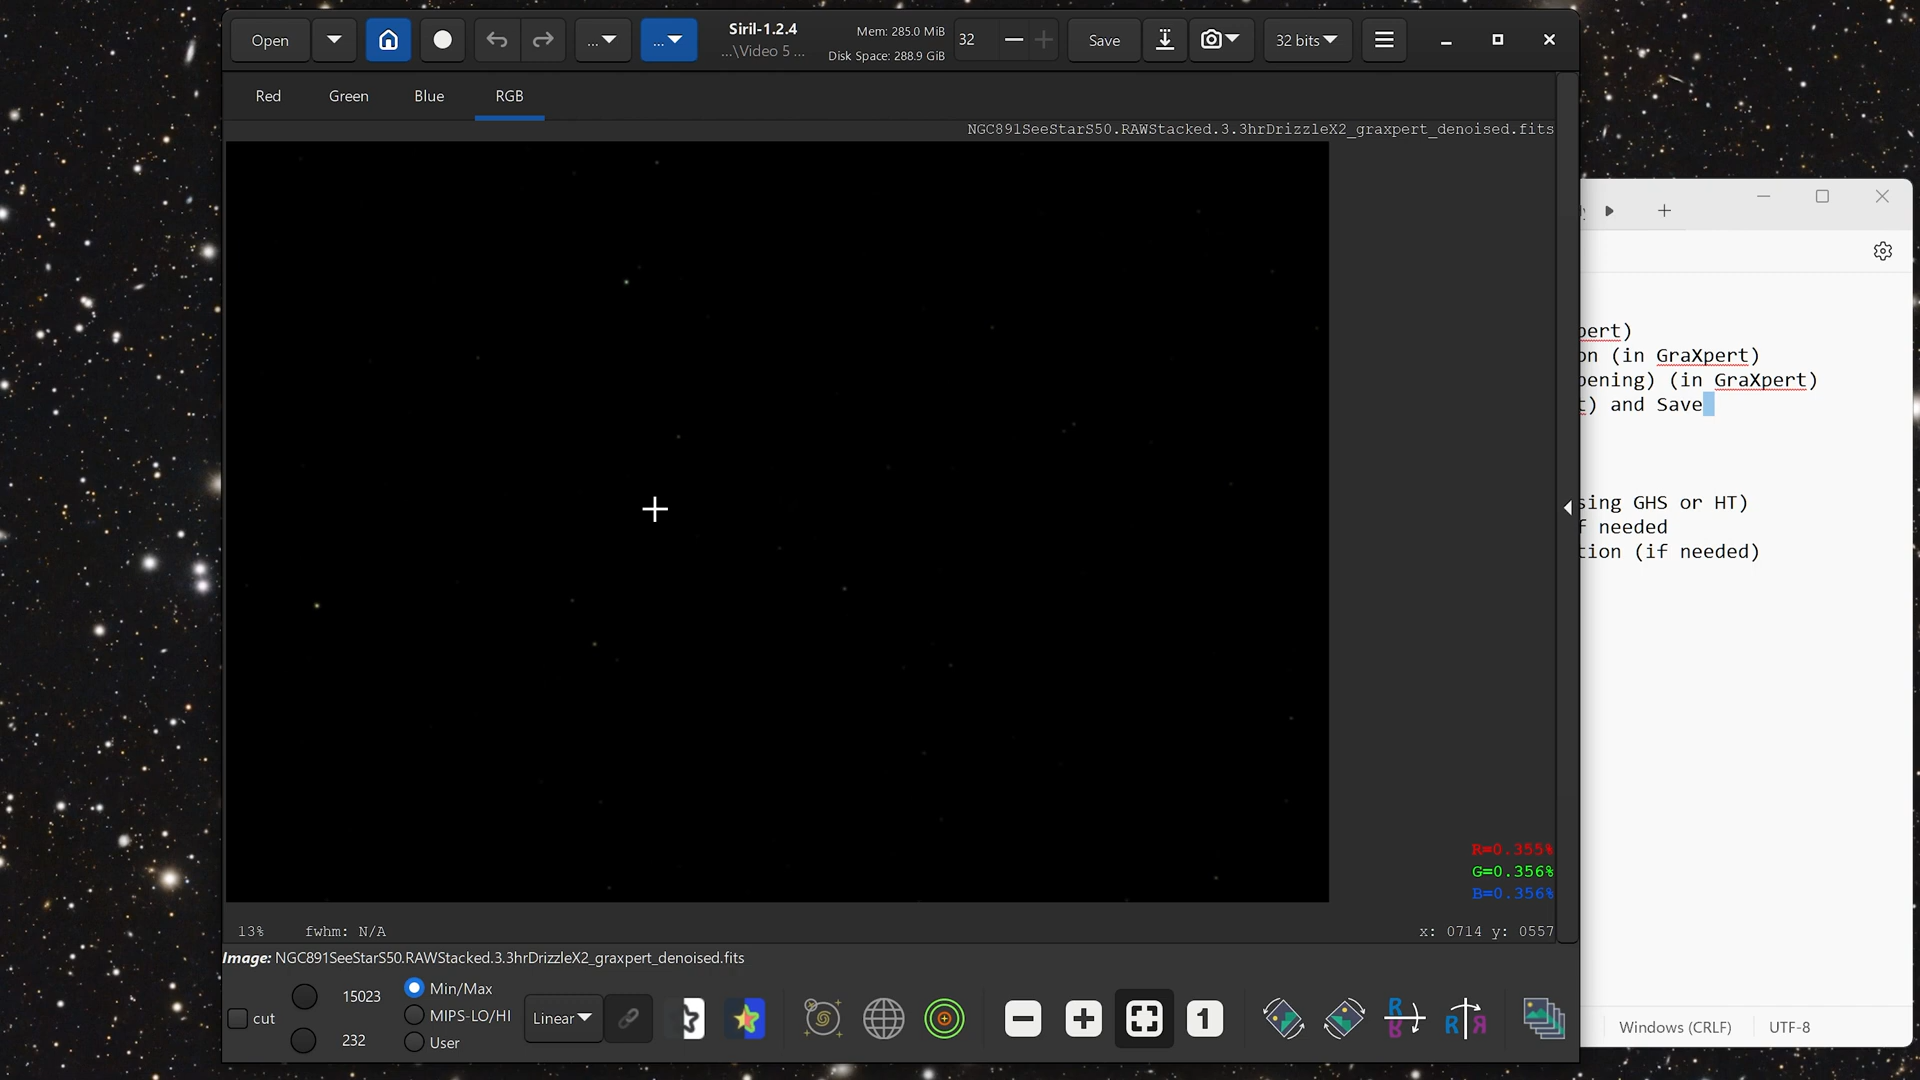 Open
...
...
Siril-1.2.4
...\Video 5 ...
Mem: 285.0 MiB
Disk Space: 288.9 GiB
32
Save
32 bits
Red
Green
Blue
RGB
NGC891SeeStarS50.RAWStacked.3.3hrDrizzleX2_graxpert_denoised.fits
pert)
on (in GraXpert)
pening) (in GraXpert)
t) and Save
sing GHS or HT)
f needed
tion (if needed)
R=0.355%
G=0.356%
B=0.356%
13%
fwhm: N/A
x: 0714 y: 0557
Image: NGC891SeeStarS50.RAWStacked.3.3hrDrizzleX2_graxpert_denoised.fits
cut
15023
232
Min/Max
MIPS-LO/HI
User
Linear
1
R
R
R
R
Windows (CRLF)
UTF-8